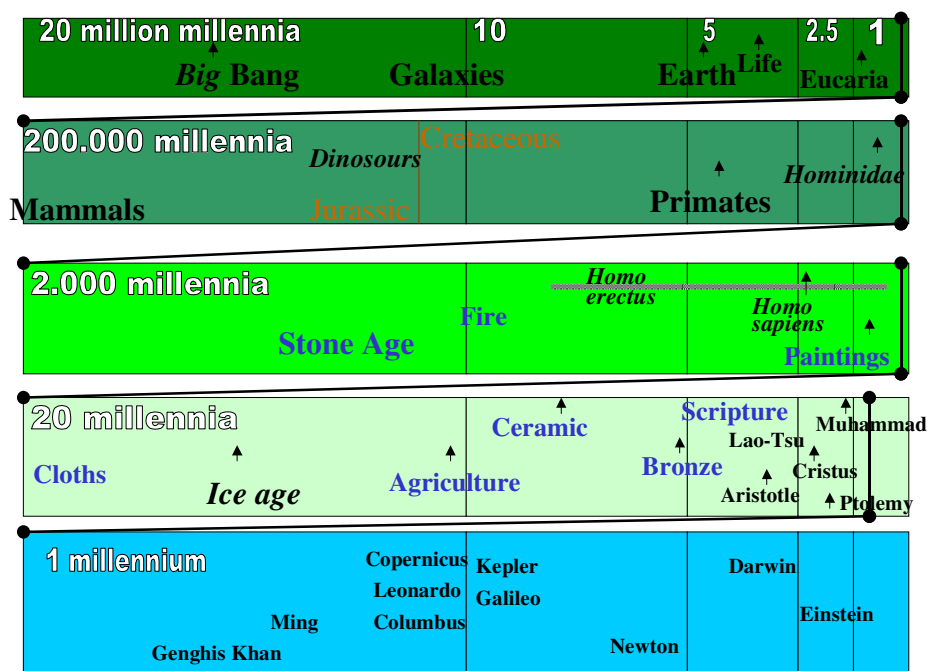 20 million millennia
10
5
2.5
1
Big Bang
Galaxies
Earth
Life
Eucaria
200.000 millennia
Cretaceous
Dinosours
Hominidae
Mammals
Jurassic
Primates
2.000 millennia
Homo
erectus
Homo
sapiens
Fire
Stone Age
Paintings
20 millennia
Ceramic
Scripture
Muhammad
Lao-Tsu
Cloths
Agriculture
Bronze
Cristus
Ice age
Aristotle
Ptolemy
1 millennium
Copernicus
Kepler
Darwin
Leonardo
Galileo
Einstein
Ming
Columbus
Newton
Genghis Khan